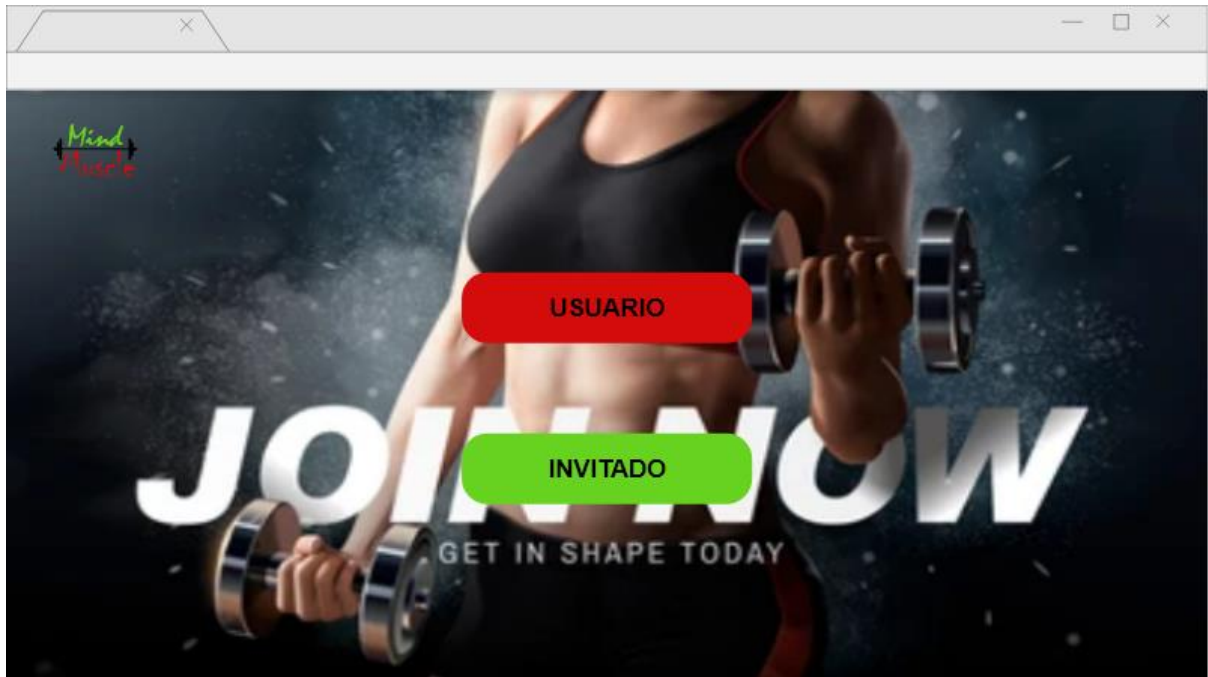 Mind
Muscle
USUARIO
JOIN NOW
INVITADO
GET IN SHAPE TODAY